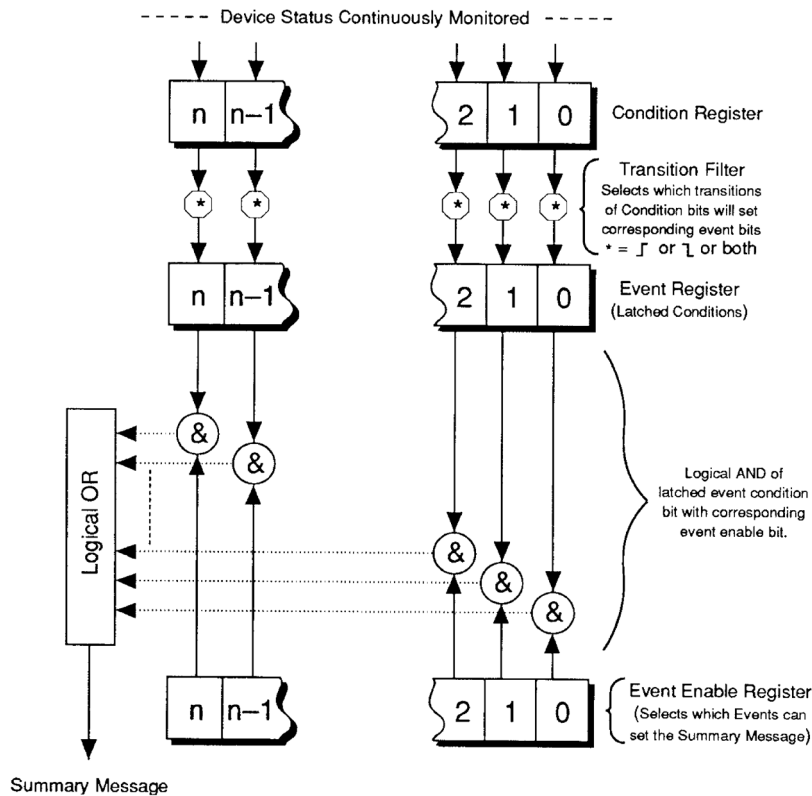 Device Status Continuously Monitored
n n–1 2 1 0
Condition Register
Transition Filter
Selects which transitions
of Condition bits will set
corresponding event bits
* * * * *
* = or or both
n n–1 2 1 0
Event Register
(Latched Conditions)
&
&
Logical OR
Logical AND of
latched event condition
bit with corresponding
event enable bit.
&
&
&
n n–1 2 1 0
Event Enable Register
(Selects which Events can
set the Summary Message)
Summary Message